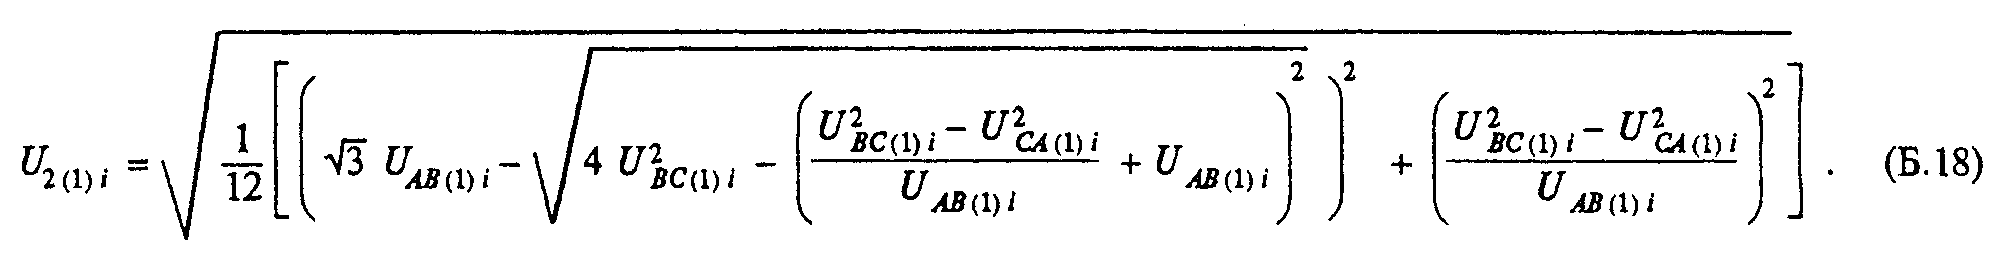 U_{2(1)i} = \sqrt{\frac{1}{12}\left[\left(\sqrt{3}\,U_{AB(1)i} - \sqrt{4\,U^2_{BC(1)i} - \left(\frac{U^2_{BC(1)i} - U^2_{CA(1)i}}{U_{AB(1)i}} + U_{AB(1)i}\right)^2}\right)^2 + \left(\frac{U^2_{BC(1)i} - U^2_{CA(1)i}}{U_{AB(1)i}}\right)^2\right]}. (Б.18)